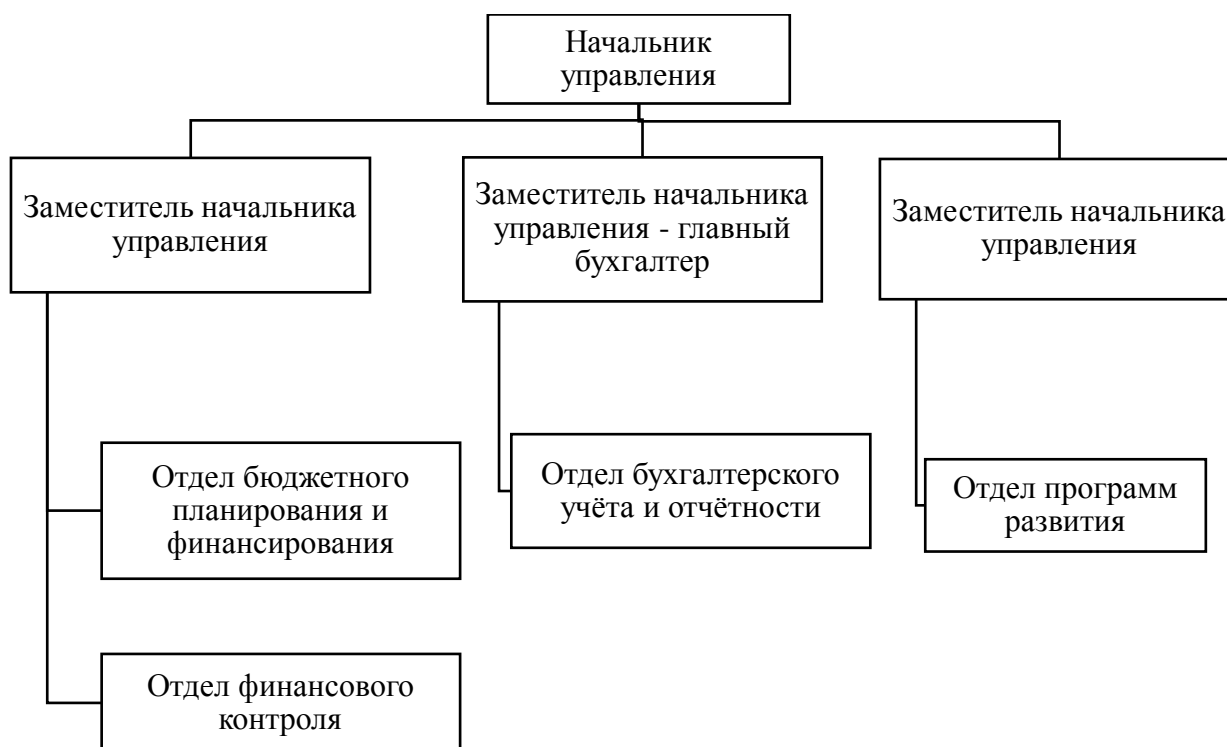 Начальник
управления
Заместитель начальника
управления
Заместитель начальника
управления - главный
бухгалтер
Заместитель начальника
управления
Отдел бюджетного
планирования и
финансирования
Отдел бухгалтерского
учёта и отчётности
Отдел программ
развития
Отдел финансового
контроля